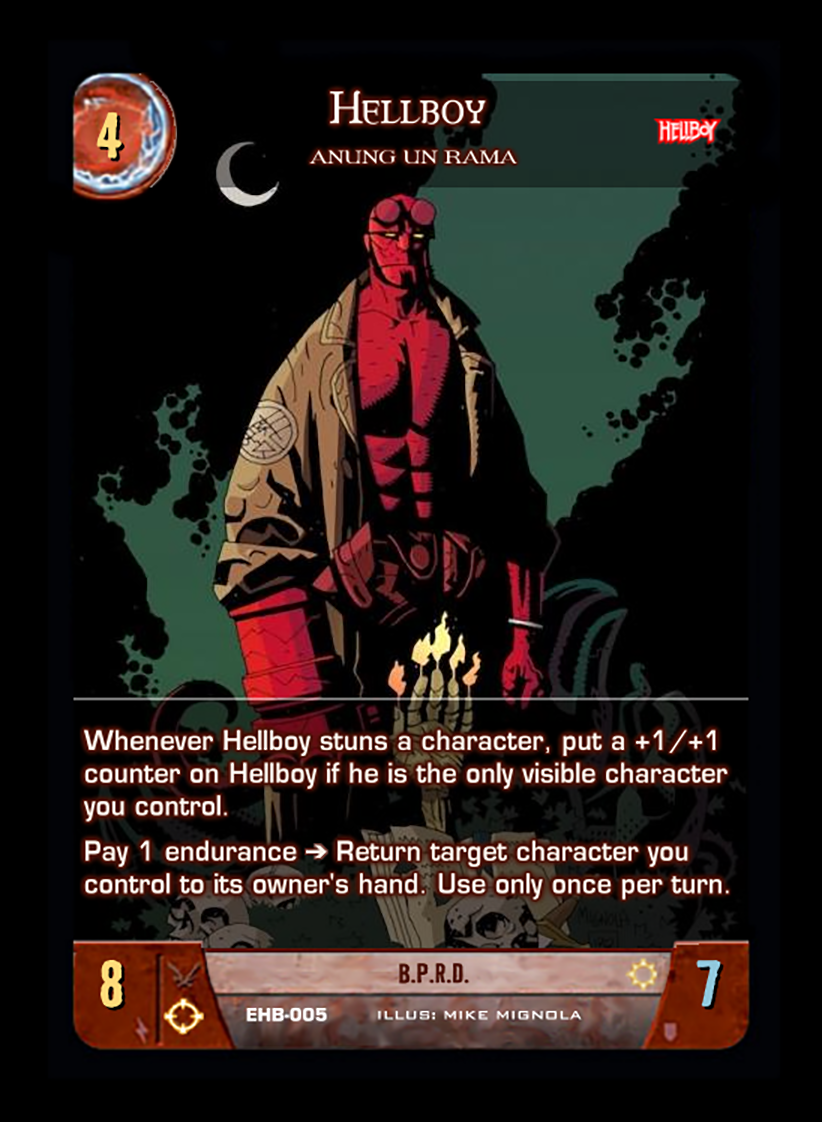 4
HELLBOY
HELLBOY
ANUNG UN RAMA
Whenever Hellboy stuns a character, put a +1/+1
counter on Hellboy if he is the only visible character
you control.
Pay 1 endurance ➔ Return target character you
control to its owner's hand. Use only once per turn.
8
B.P.R.D.
7
EHB-005
ILLUS: MIKE MIGNOLA